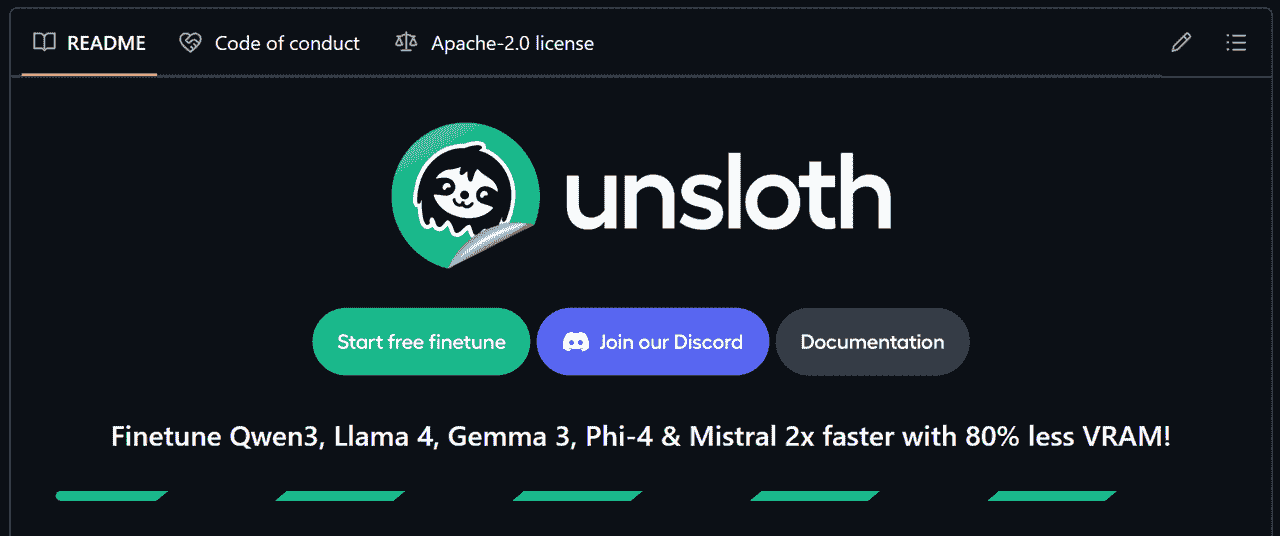 README Code of conduct Apache-2.0 license
unsloth
Start free finetune Join our Discord Documentation
Finetune Qwen3, Llama 4, Gemma 3, Phi-4 & Mistral 2x faster with 80% less VRAM!